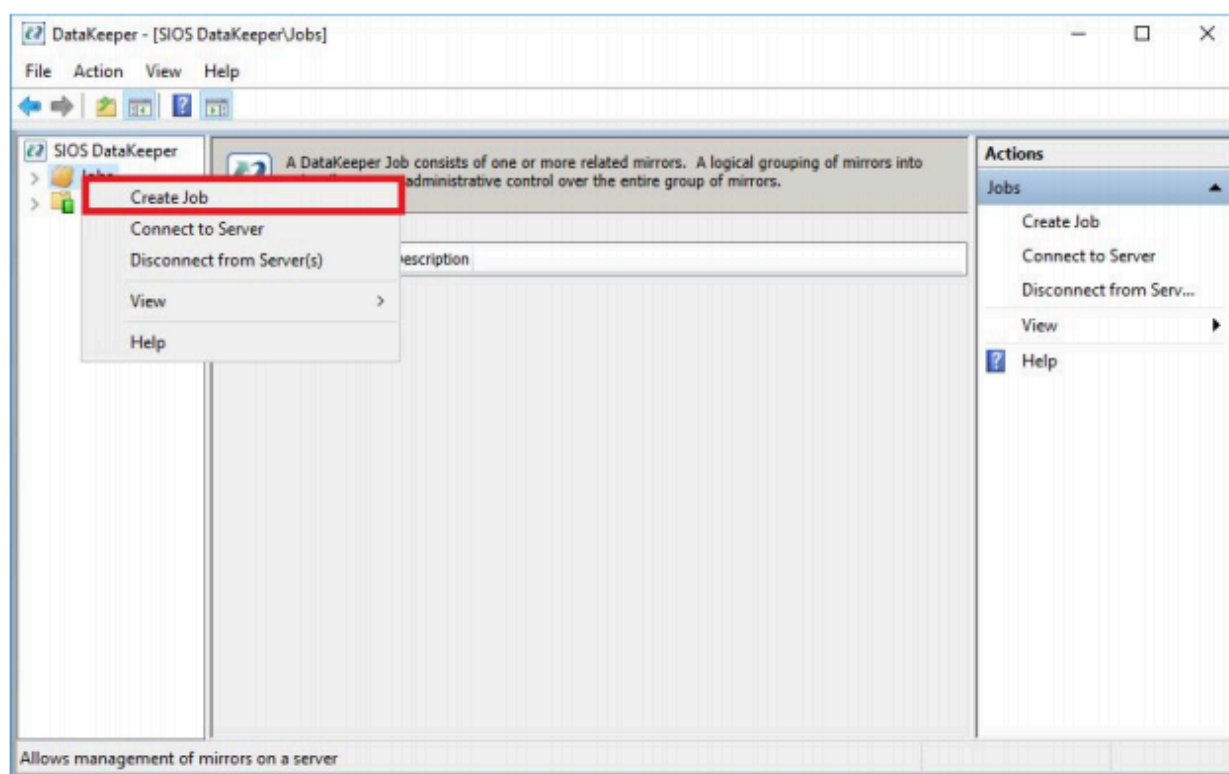 DataKeeper - [SIOS DataKeeper\Jobs]
File Action View Help
SIOS DataKeeper
Jobs
Create Job
Connect to Server
Disconnect from Server(s)
View
Help
A DataKeeper Job consists of one or more related mirrors. A logical grouping of mirrors into
administrative control over the entire group of mirrors.
escription
Actions
Jobs
Create Job
Connect to Server
Disconnect from Serv...
View
Help
Allows management of mirrors on a server